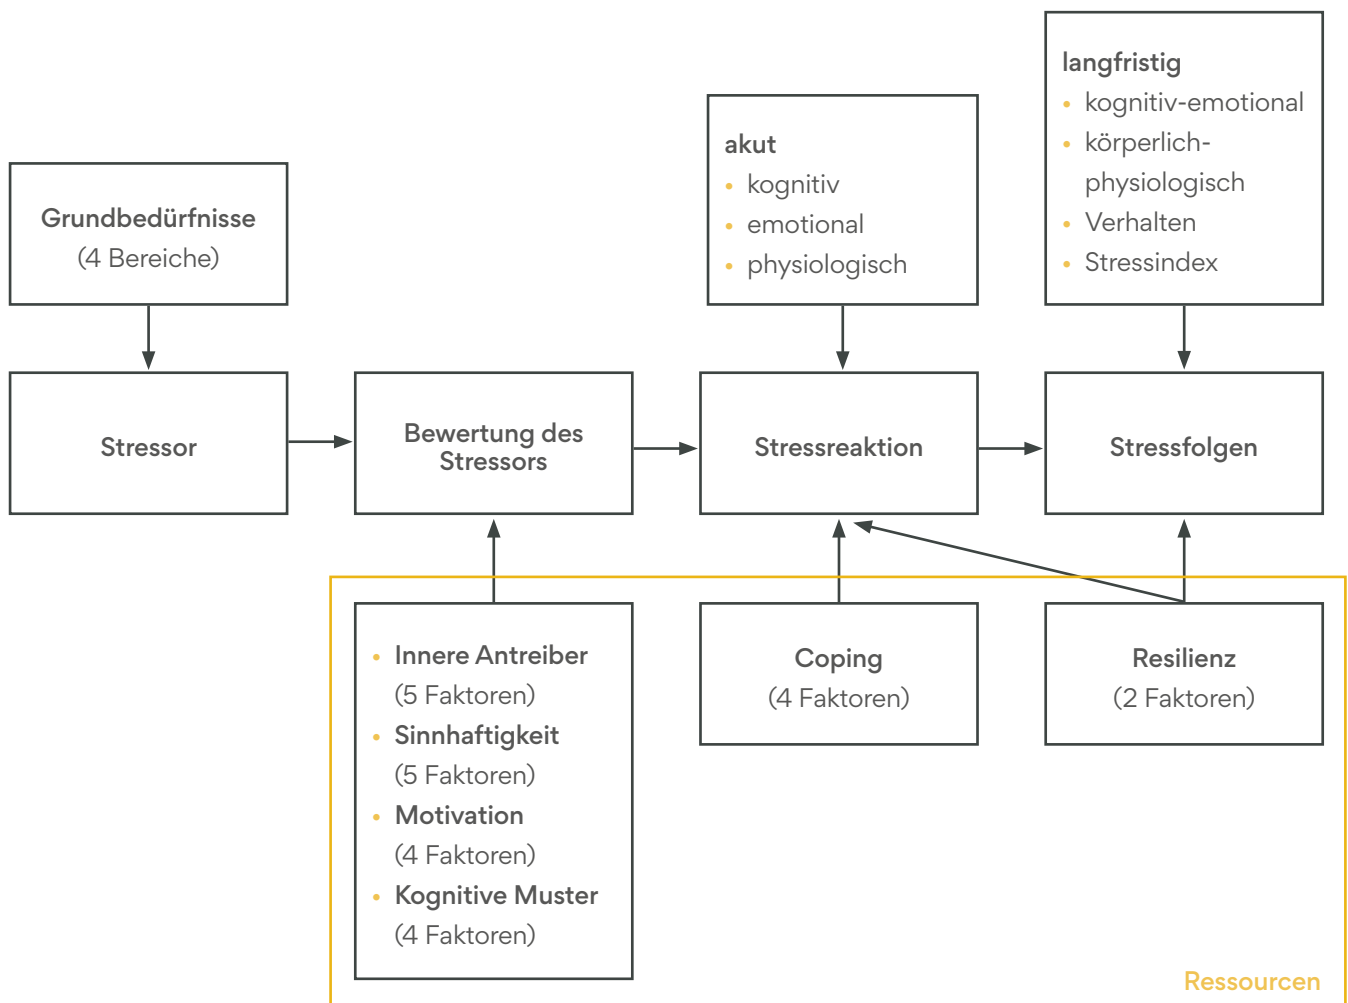 langfristig
• kognitiv-emotional
• körperlich-
physiologisch
• Verhalten
• Stressindex
akut
• kognitiv
• emotional
• physiologisch
Grundbedürfnisse
(4 Bereiche)
Stressor
Bewertung des
Stressors
Stressreaktion
Stressfolgen
• Innere Antreiber
(5 Faktoren)
• Sinnhaftigkeit
(5 Faktoren)
• Motivation
(4 Faktoren)
• Kognitive Muster
(4 Faktoren)
Coping
(4 Faktoren)
Resilienz
(2 Faktoren)
Ressourcen